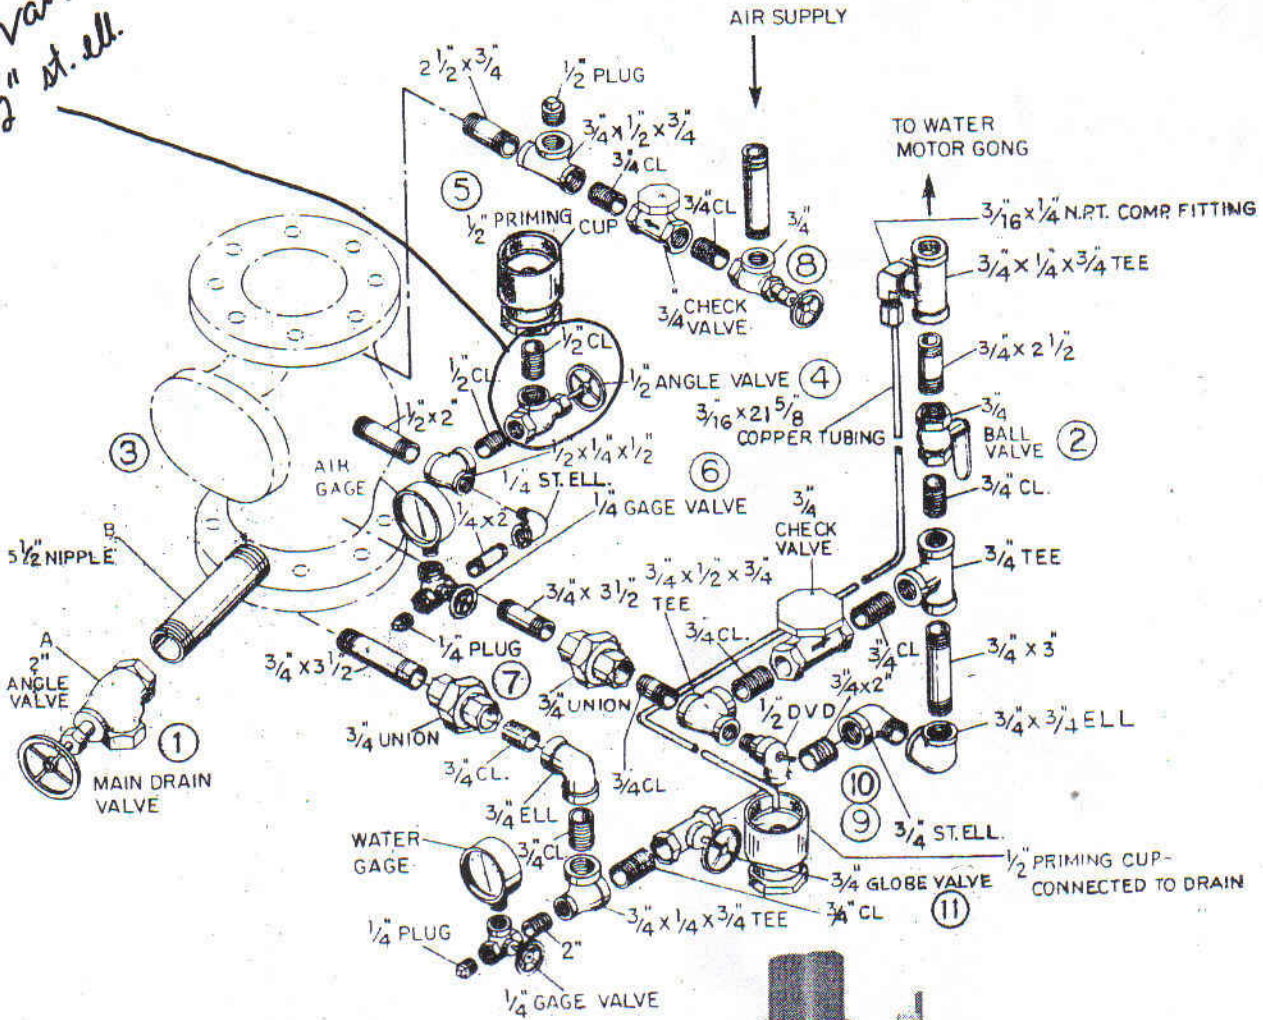 2" st. ell.
AIR SUPPLY
2 1/2" x 3/4"
1/2" PLUG
3/4" x 1/2" x 3/4"
3/4" CL
TO WATER
MOTOR GONG
3/16" x 1/4" N.P.T. COMP. FITTING
5
1/2" PRIMING
CUP
3/4" CL
3/4"
8
3/4" x 1/4" x 3/4" TEE
3/4" CHECK
VALVE
1/2" CL
3/4" x 2 1/2"
1/2" CL
1/2" ANGLE VALVE 4
1/2" x 2"
3/16" x 21 5/8"
COPPER TUBING
3/4"
BALL
VALVE
2
3
1/2" x 1/4" x 1/2"
AIR
GAGE
1/4" ST. ELL.
6
3/4" CL.
1/4" x 2"
1/4" GAGE VALVE
3/4"
CHECK
VALVE
B
5 1/2" NIPPLE
3/4" TEE
3/4" x 3 1/2"
3/4" x 1/2" x 3/4"
TEE
3/4" CL.
3/4" CL
3/4" x 3"
A
2"
ANGLE
VALVE
1/4" PLUG
3/4" x 3 1/2"
7
3/4" UNION
3/4" x 2"
1/2" DVD
3/4" x 3/4" ELL
1
3/4" UNION
MAIN DRAIN
VALVE
3/4" CL.
3/4" CL
10
9
3/4" ELL
3/4" ST. ELL.
WATER
GAGE
3/4" CL
1/2" PRIMING CUP-
CONNECTED TO DRAIN
3/4" GLOBE VALVE
11
3/4" CL
3/4" x 1/4" x 3/4" TEE
1/4" PLUG
2"
1/4" GAGE VALVE